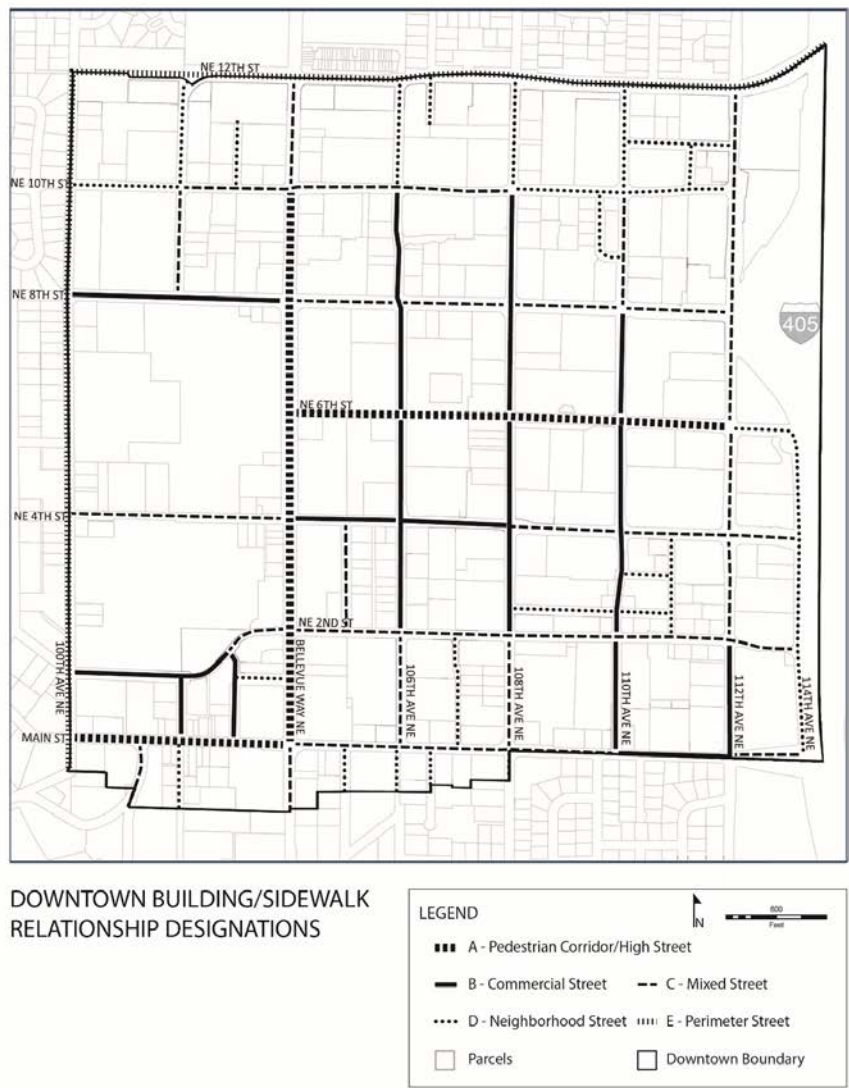 NE 12TH ST
NE 10TH ST
NE 8TH ST
405
NE 6TH ST
NE 4TH ST
NE 2ND ST
100TH AVE NE
BELLEVUE WAY NE
106TH AVE NE
108TH AVE NE
110TH AVE NE
112TH AVE NE
114TH AVE NE
MAIN ST
DOWNTOWN BUILDING/SIDEWALK
RELATIONSHIP DESIGNATIONS
LEGEND
N
600
Feet
A - Pedestrian Corridor/High Street
B - Commercial Street
C - Mixed Street
D - Neighborhood Street
E - Perimeter Street
Parcels
Downtown Boundary